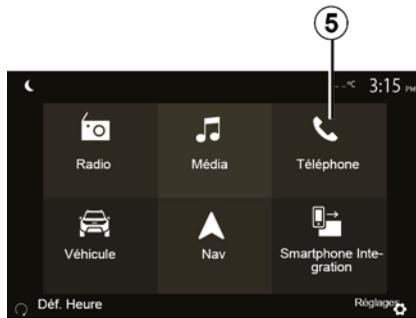 5
--°C 3:15 PM
Radio
Média
Téléphone
Véhicule
Nav
Smartphone Inte-
gration
Déf. Heure
Réglages